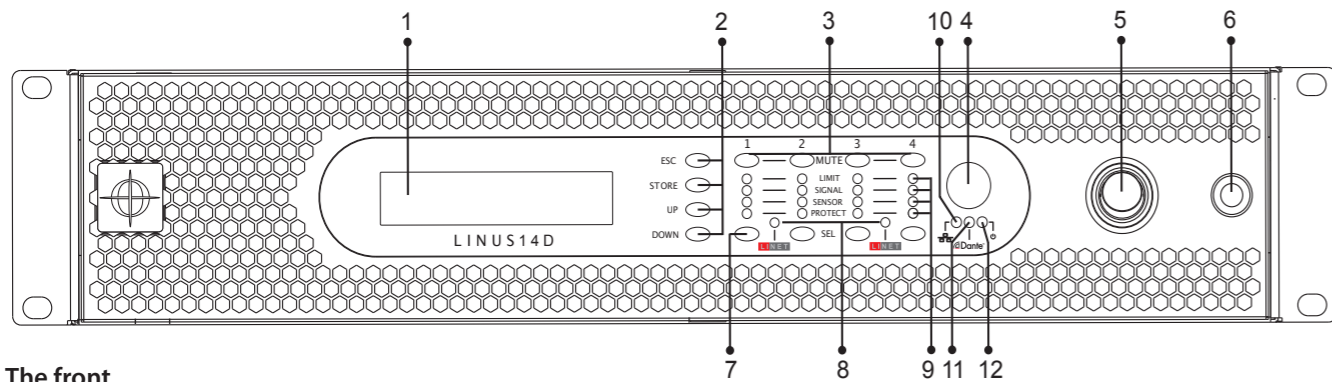 1 2 3 10 4 5 6
1 2 3 4
ESC MUTE
STORE LIMIT
SIGNAL
UP SENSOR
PROTECT
DOWN SEL
LINUS14D
LINET LINET Dante
7 8 9 11 12
The front